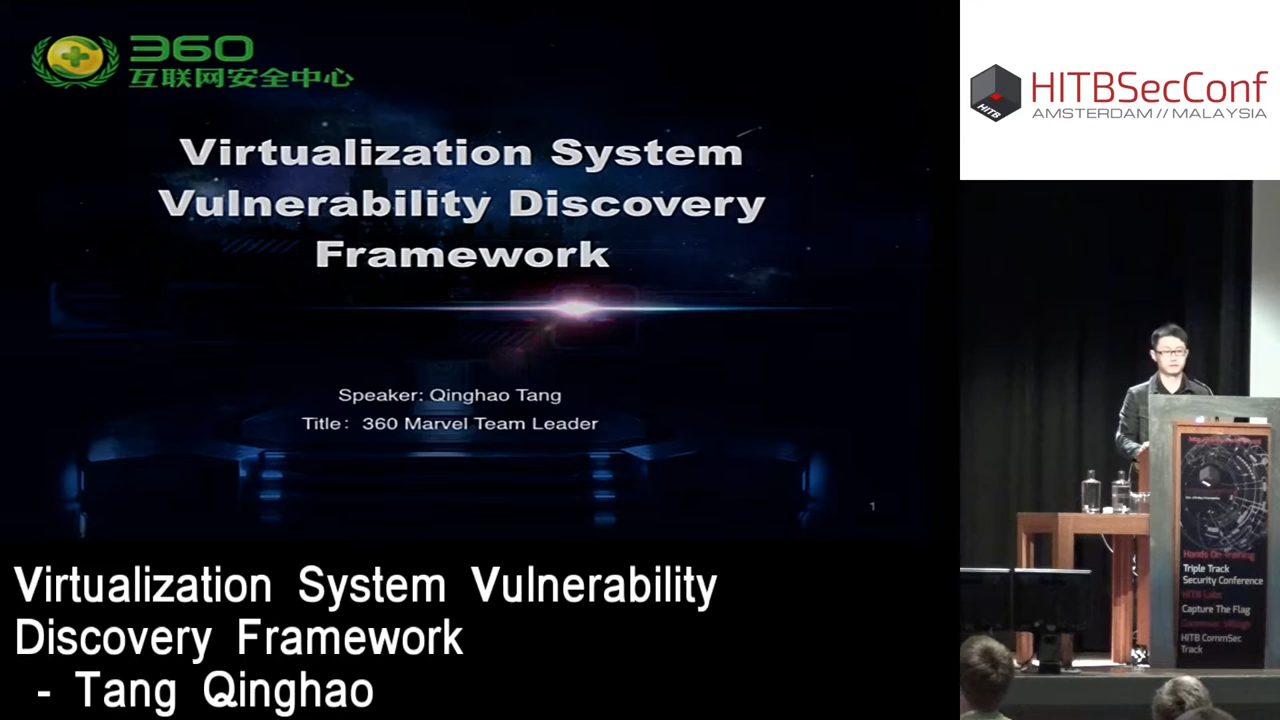 360
互联网安全中心
Virtualization System
Vulnerability Discovery
Framework
Speaker: Qinghao Tang
Title: 360 Marvel Team Leader
1
Virtualization System Vulnerability
Discovery Framework
- Tang Qinghao
HITBSecConf
AMSTERDAM // MALAYSIA
HITB
Hands On Training
Triple Track
Security Conference
HITB Labs
Capture The Flag
HITB CommSec
Track